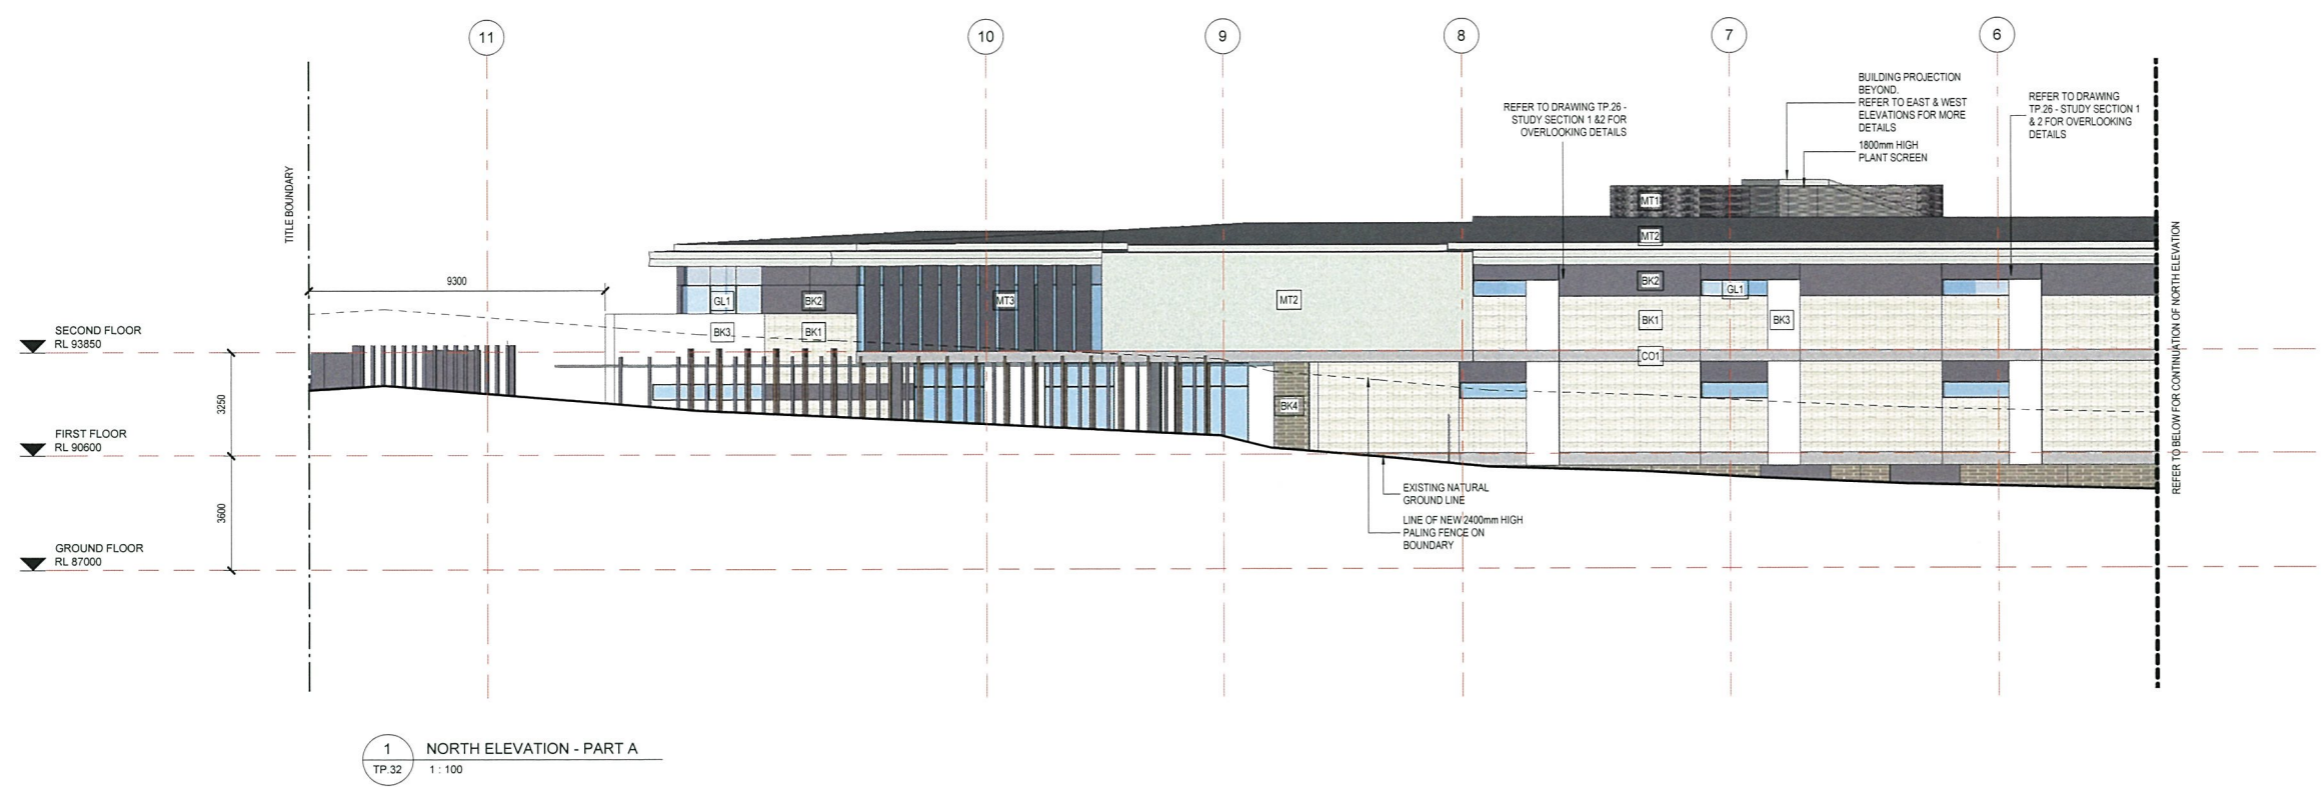 11
10
9
8
7
6
BUILDING PROJECTION
BEYOND.
REFER TO EAST & WEST
ELEVATIONS FOR MORE
DETAILS
1800mm HIGH
PLANT SCREEN
REFER TO DRAWING TP.26 -
STUDY SECTION 1 &2 FOR
OVERLOOKING DETAILS
REFER TO DRAWING
TP.26 - STUDY SECTION 1
& 2 FOR OVERLOOKING
DETAILS
TITLE BOUNDARY
MT1
MT2
9300
GL1
BK2
MT3
MT2
BK2
GL1
BK3
BK1
BK1
BK3
CO1
BK4
SECOND FLOOR
RL 93850
3250
FIRST FLOOR
RL 90600
3600
GROUND FLOOR
RL 87000
EXISTING NATURAL
GROUND LINE
LINE OF NEW 2400mm HIGH
PALING FENCE ON
BOUNDARY
REFER TO BELOW FOR CONTINUATION OF NORTH ELEVATION
1
TP.32
NORTH ELEVATION - PART A
1 : 100